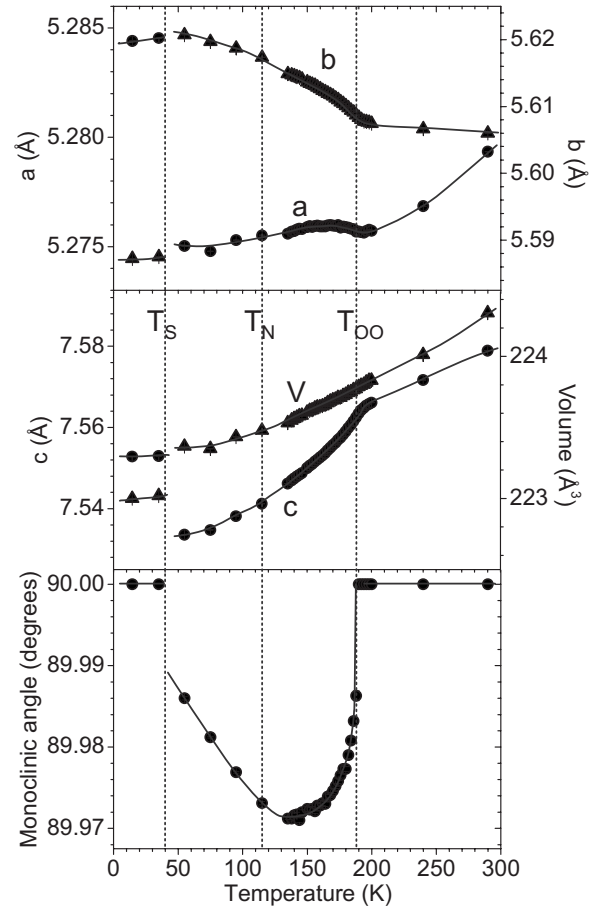 5.285
5.280
5.275
a (Å)
5.62
5.61
5.60
5.59
b (Å)
b
a
T_S
T_N
T_OO
7.58
7.56
7.54
c (Å)
224
223
Volume (Å³)
V
c
90.00
89.99
89.98
89.97
Monoclinic angle (degrees)
0 50 100 150 200 250 300
Temperature (K)